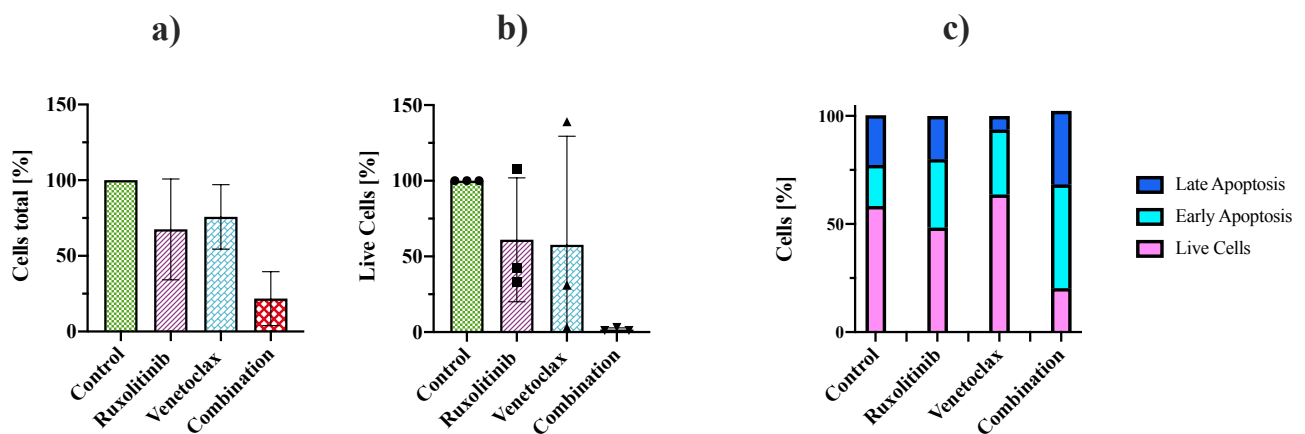 a)
b)
c)
Cells total [%]
150
100
50
0
Control
Ruxolitinib
Venetoclax
Combination
Live Cells [%]
150
100
50
0
Control
Ruxolitinib
Venetoclax
Combination
Cells [%]
100
50
0
Control
Ruxolitinib
Venetoclax
Combination
Late Apoptosis
Early Apoptosis
Live Cells